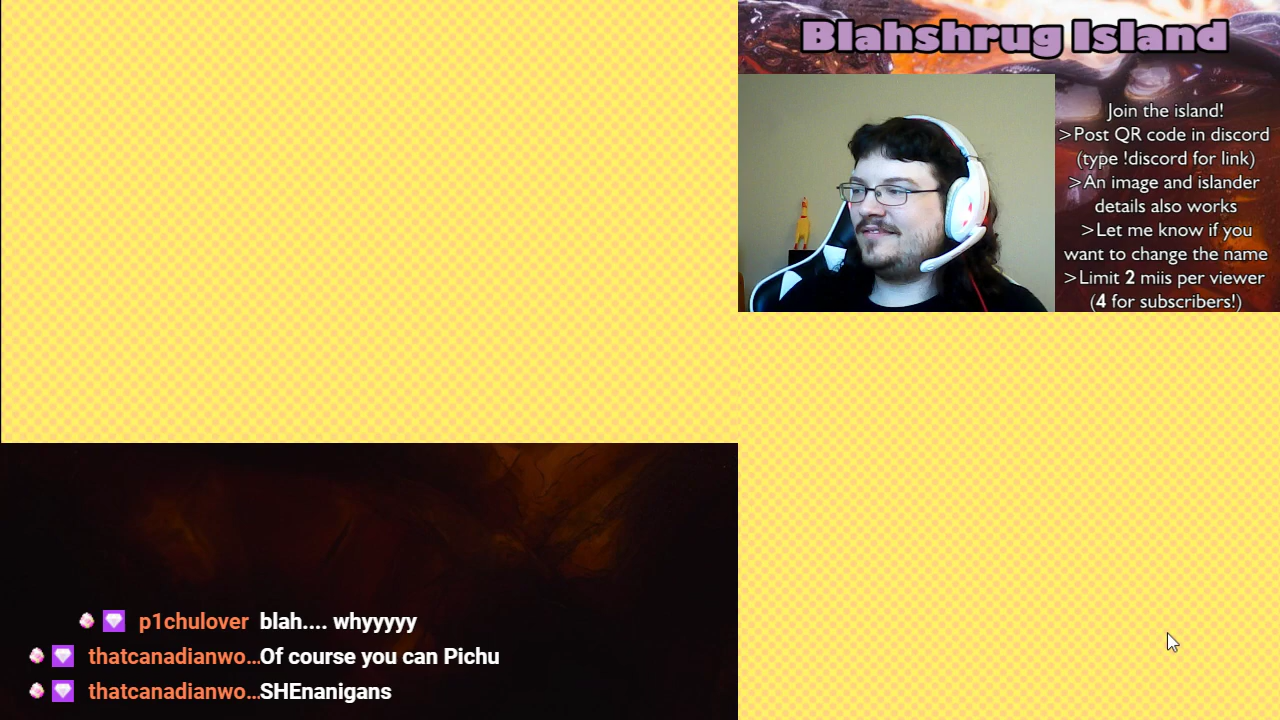 Blahshrug Island
Join the island!
>Post QR code in discord
(type !discord for link)
>An image and islander
details also works
>Let me know if you
want to change the name
>Limit 2 miis per viewer
(4 for subscribers!)
p1chulover blah.... whyyyyy
thatcanadianwo... Of course you can Pichu
thatcanadianwo... SHEnanigans